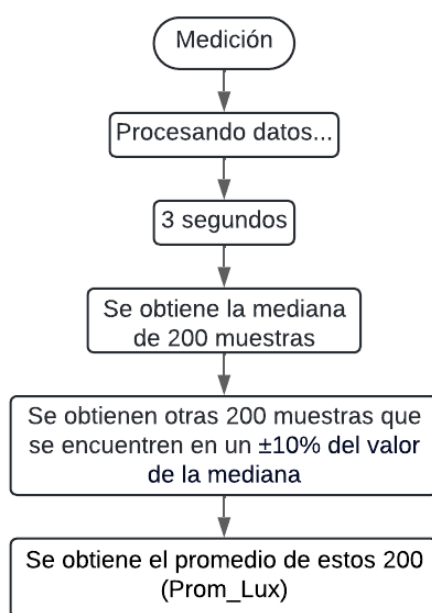 Medición
Procesando datos...
3 segundos
Se obtiene la mediana
de 200 muestras
Se obtienen otras 200 muestras que
se encuentren en un ±10% del valor
de la mediana
Se obtiene el promedio de estos 200
(Prom_Lux)